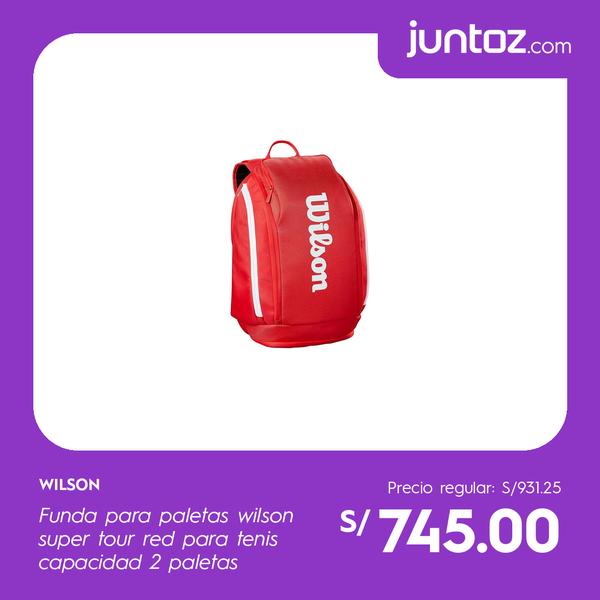 juntoz.com
Wilson
WILSON
Funda para paletas wilson
super tour red para tenis
capacidad 2 paletas
Precio regular: S/931.25
S/745.00